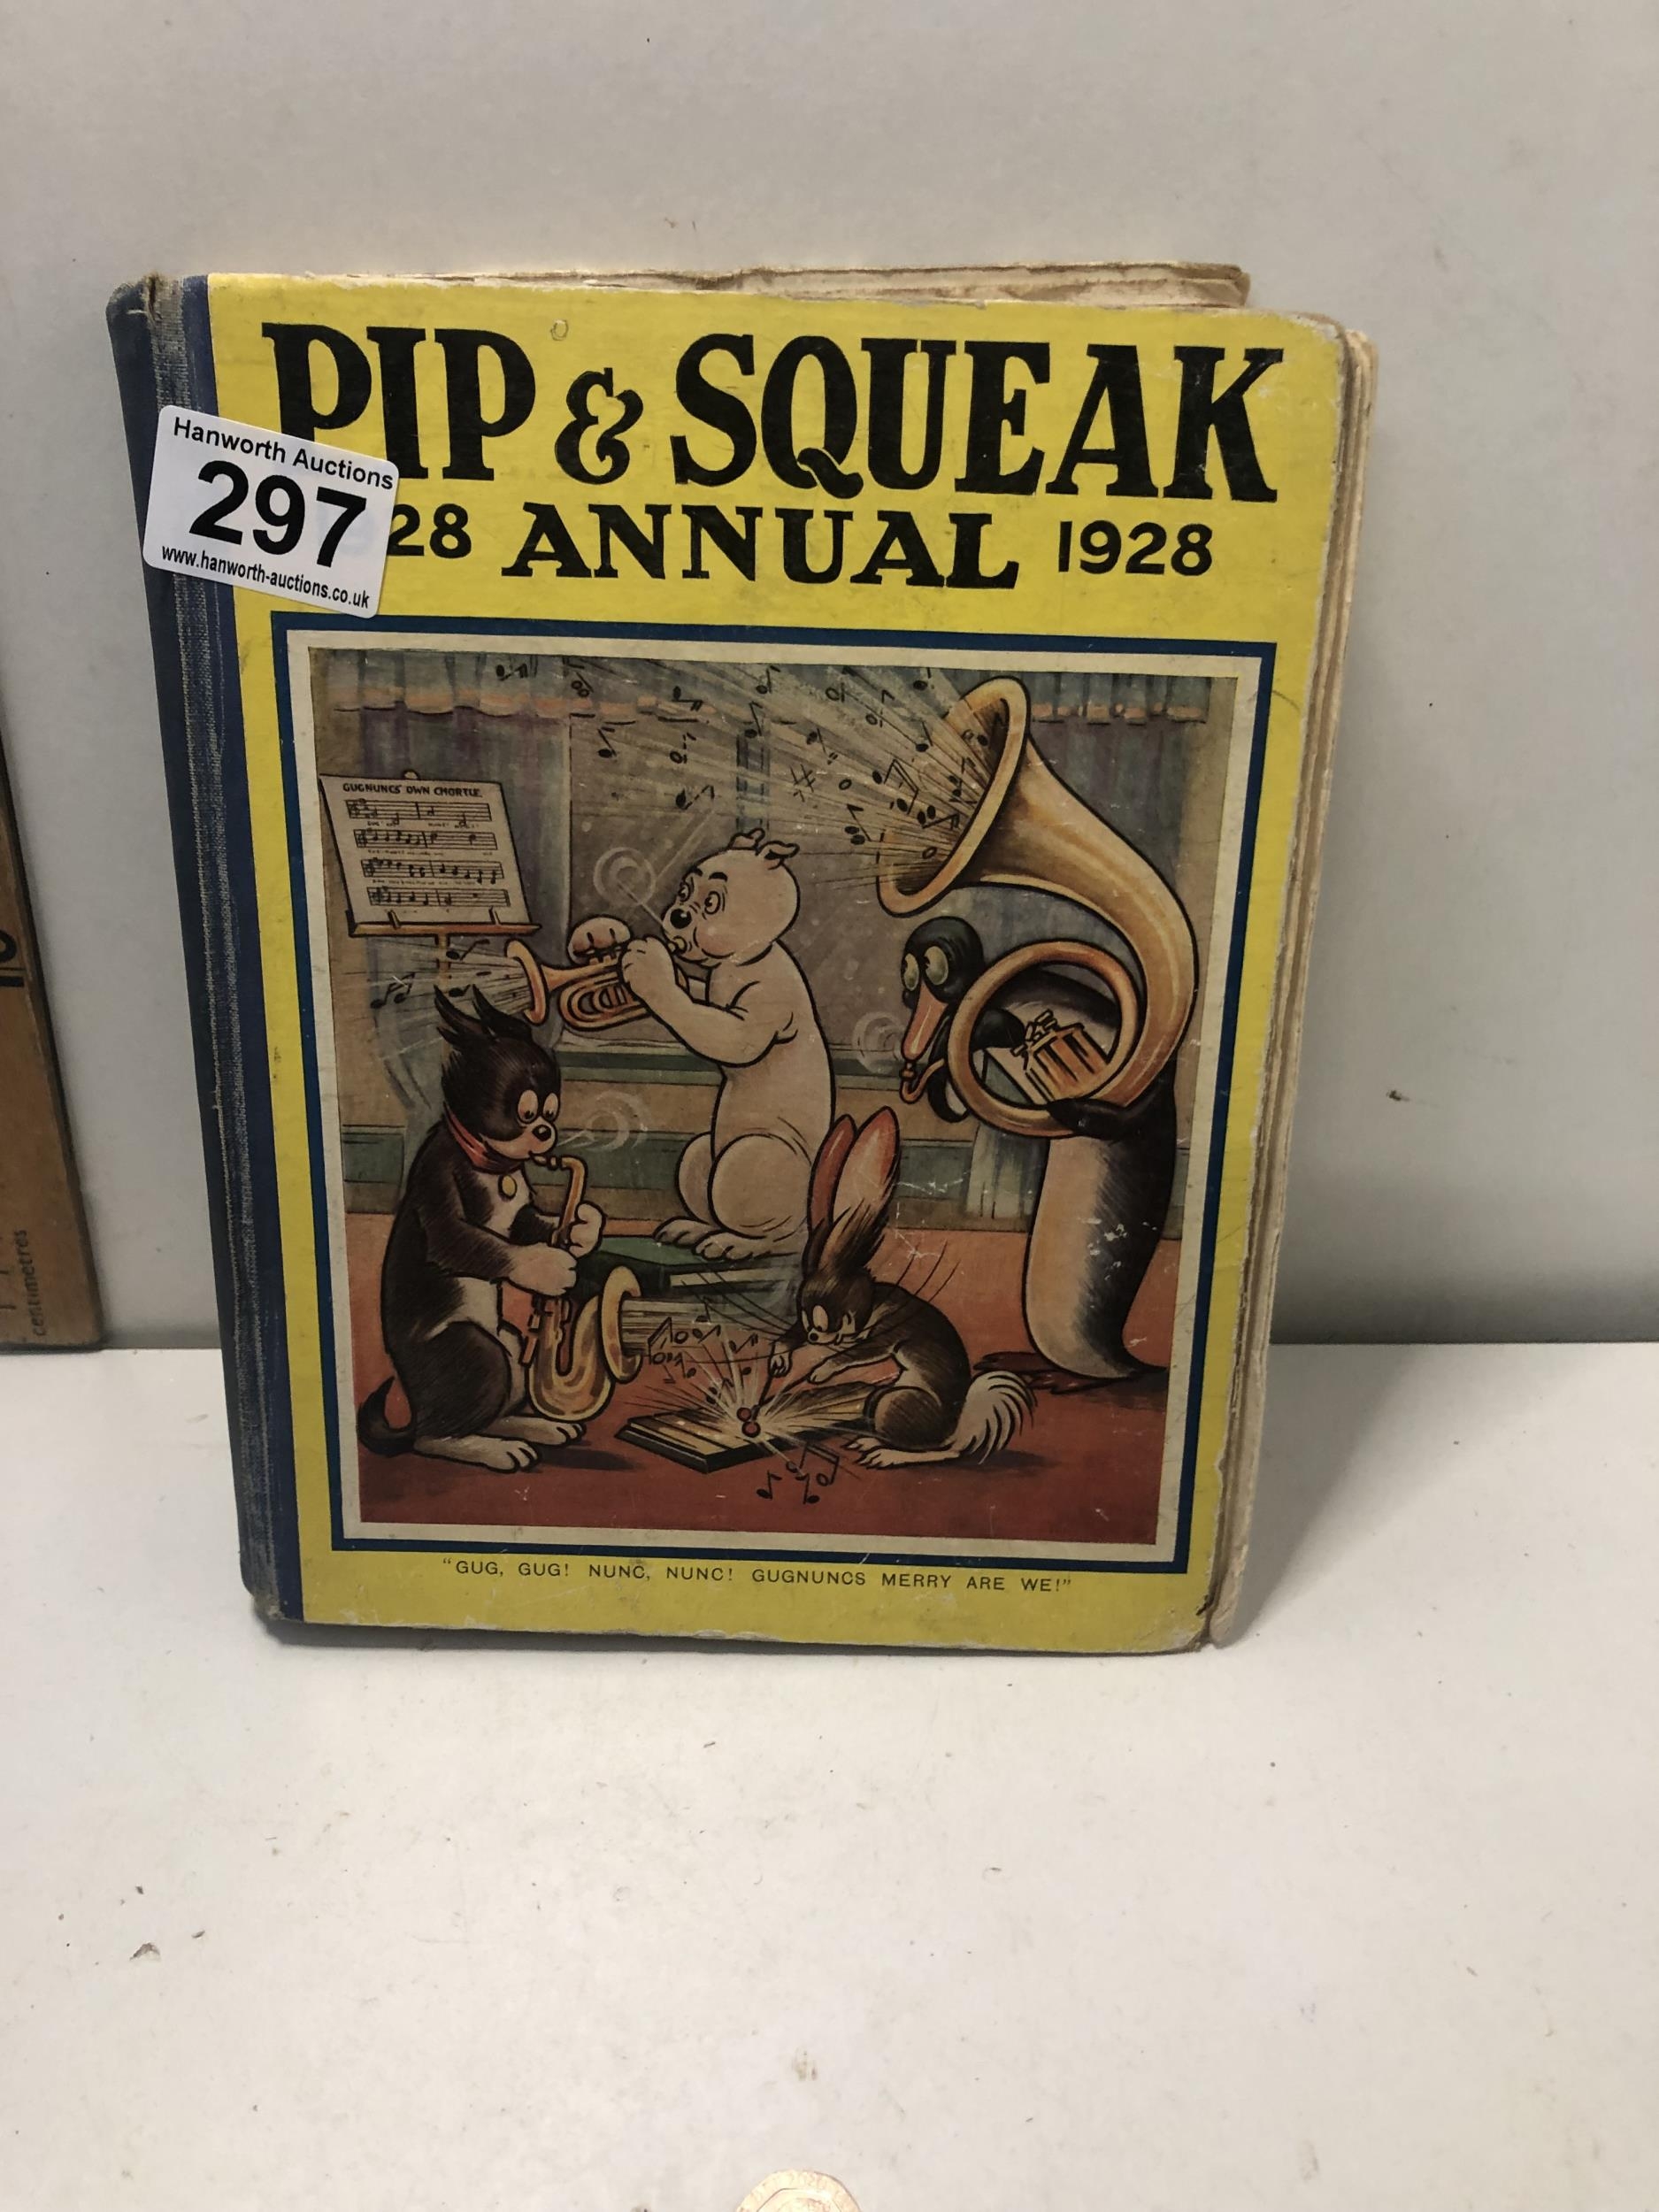 PIP & SQUEAK
Hanworth Auctions
297
www.hanworth-auctions.co.uk
28 ANNUAL 1928
GUGNUNCS' OWN CHORTLE.
"GUG, GUG! NUNC, NUNC! GUGNUNCS MERRY ARE WE!"
centimetres